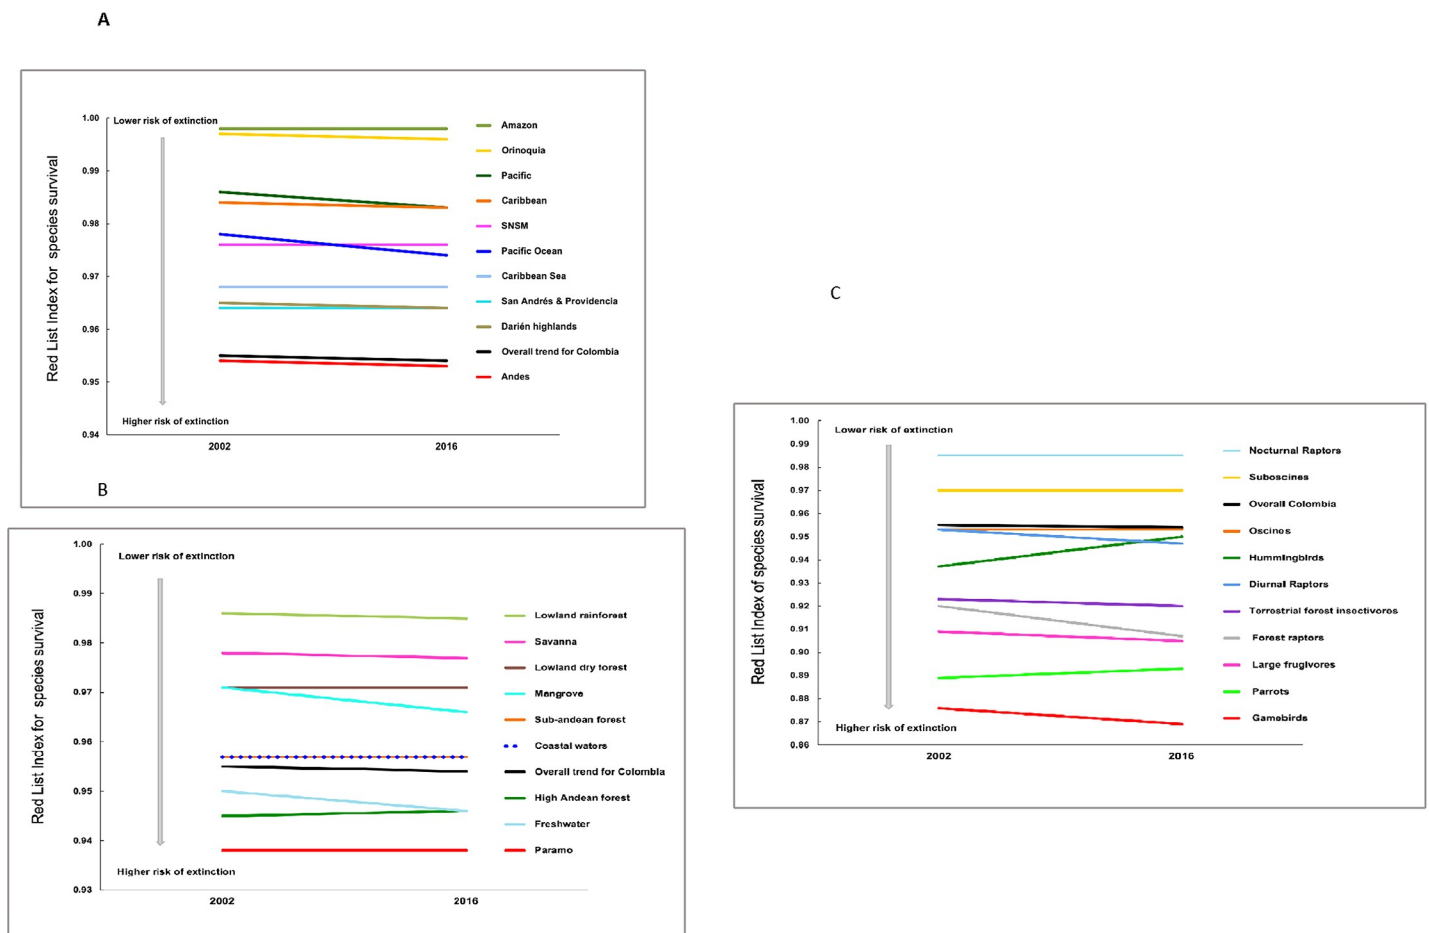 A
Red List Index for species survival
1.00
0.99
0.98
0.97
0.96
0.95
0.94
Lower risk of extinction
Higher risk of extinction
2002
2016
Amazon
Orinoquia
Pacific
Caribbean
SNSM
Pacific Ocean
Caribbean Sea
San Andrés & Providencia
Darién highlands
Overall trend for Colombia
Andes
B
Red List Index for species survival
1.00
0.99
0.98
0.97
0.96
0.95
0.94
0.93
Lower risk of extinction
Higher risk of extinction
2002
2016
Lowland rainforest
Savanna
Lowland dry forest
Mangrove
Sub-andean forest
Coastal waters
Overall trend for Colombia
High Andean forest
Freshwater
Paramo
C
Red List Index of species survival
1.00
0.99
0.98
0.97
0.96
0.95
0.94
0.93
0.92
0.91
0.90
0.89
0.88
0.87
0.86
Lower risk of extinction
Higher risk of extinction
2002
2016
Nocturnal Raptors
Suboscines
Overall Colombia
Oscines
Hummingbirds
Diurnal Raptors
Terrostrial forest insectivoros
Forest raptors
Large frugivores
Parrots
Gamebirds